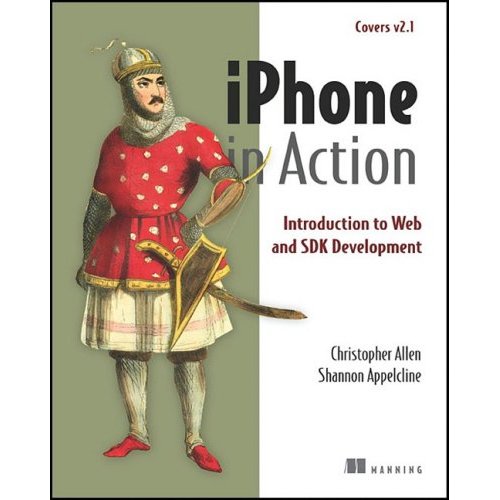 Covers v2.1
iPhone
in Action
Introduction to Web
and SDK Development
Christopher Allen
Shannon Appelcline
MANNING